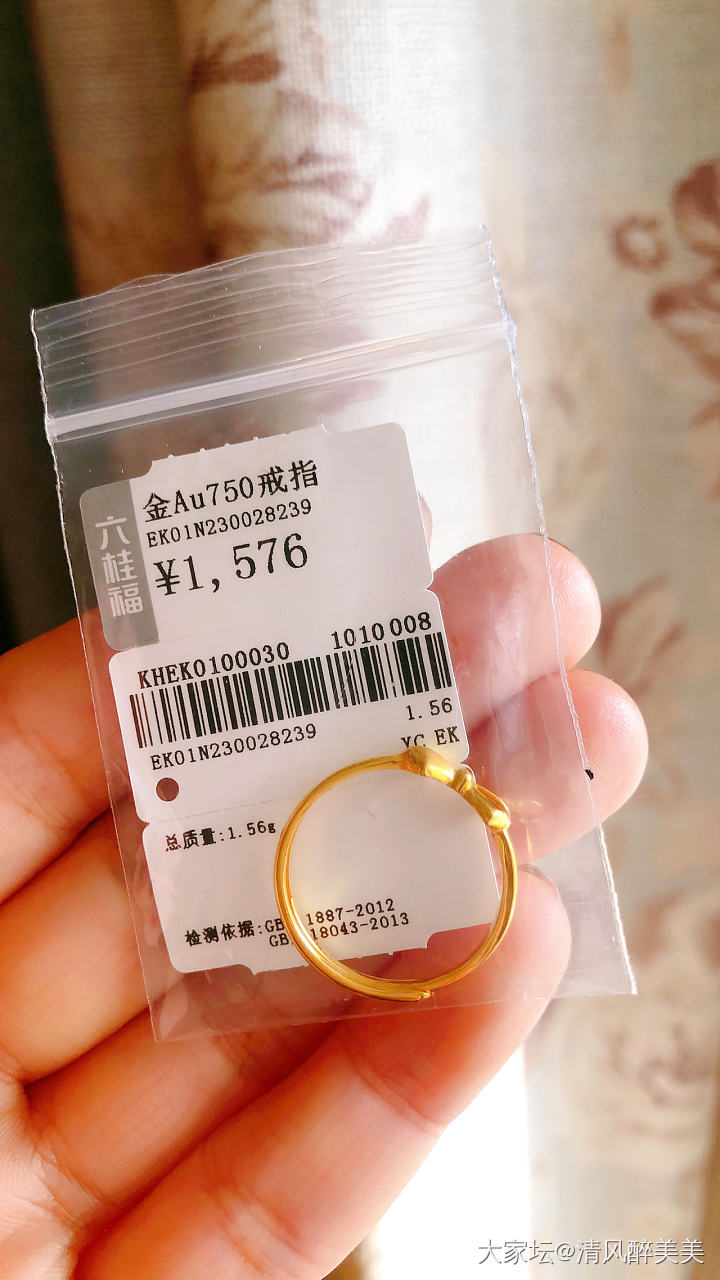 六桂福
金Au750戒指
EK01N230028239
¥1,576
KHEK0100030 1010008
1.56
EK01N230028239
YC EK
总质量:1.56g
检测依据:GB 11887-2012
GB 18043-2013
大家坛@清风醉美美